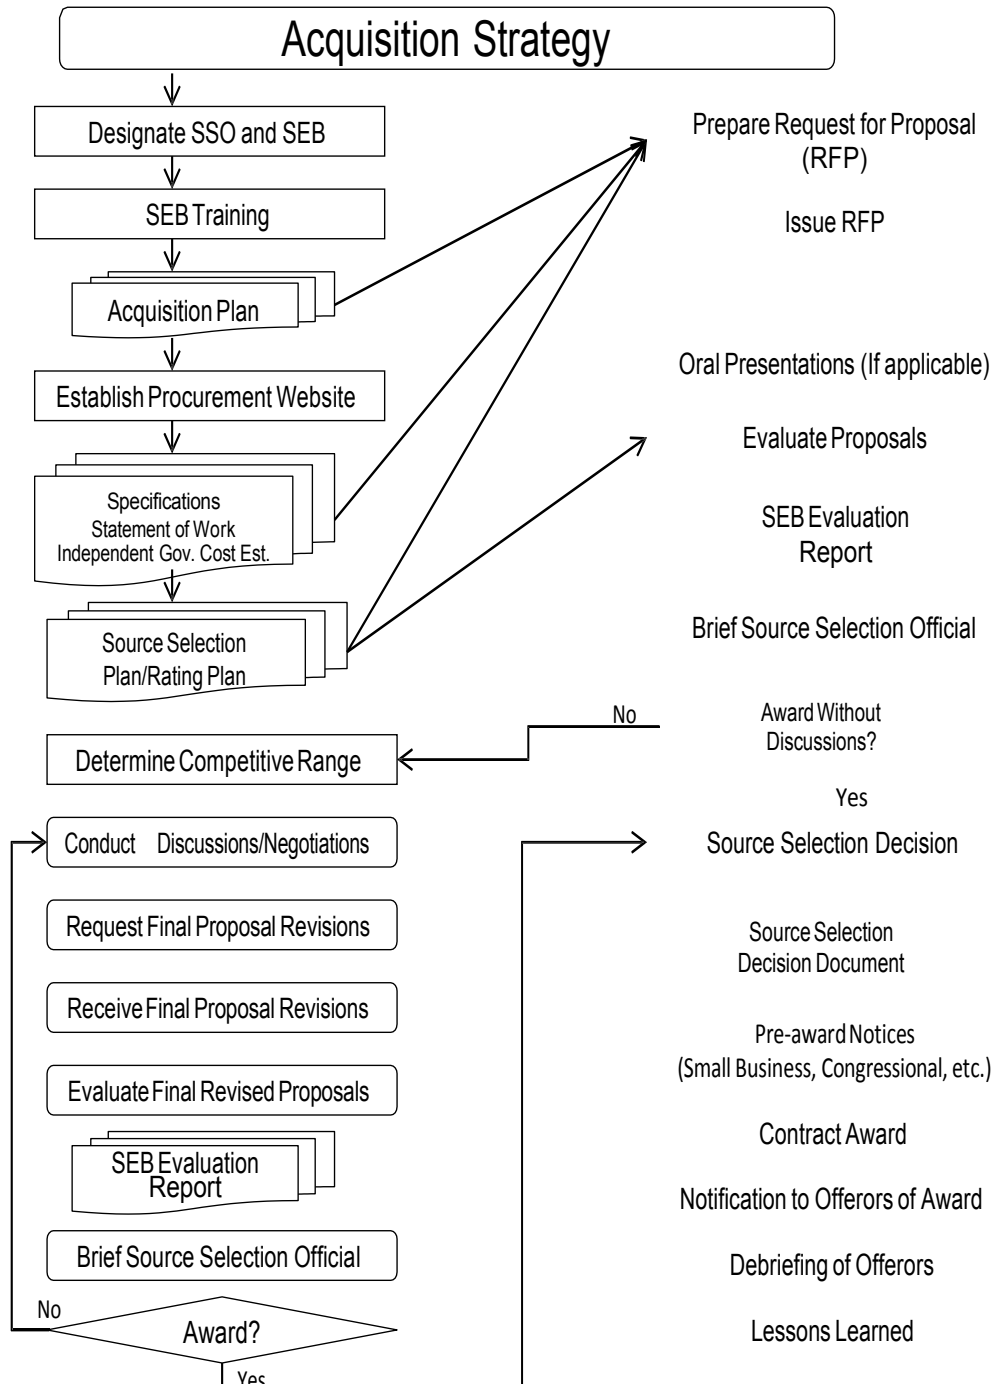 Acquisition Strategy
Designate SSO and SEB
SEB Training
Acquisition Plan
Establish Procurement Website
Specifications
Statement of Work
Independent Gov. Cost Est.
Source Selection
Plan/Rating Plan
Determine Competitive Range
Conduct Discussions/Negotiations
Request Final Proposal Revisions
Receive Final Proposal Revisions
Evaluate Final Revised Proposals
SEB Evaluation
Report
Brief Source Selection Official
No
Award?
Yes
Prepare Request for Proposal
(RFP)
Issue RFP
Oral Presentations (If applicable)
Evaluate Proposals
SEB Evaluation
Report
Brief Source Selection Official
No
Award Without
Discussions?
Yes
Source Selection Decision
Source Selection
Decision Document
Pre-award Notices
(Small Business, Congressional, etc.)
Contract Award
Notification to Offerors of Award
Debriefing of Offerors
Lessons Learned